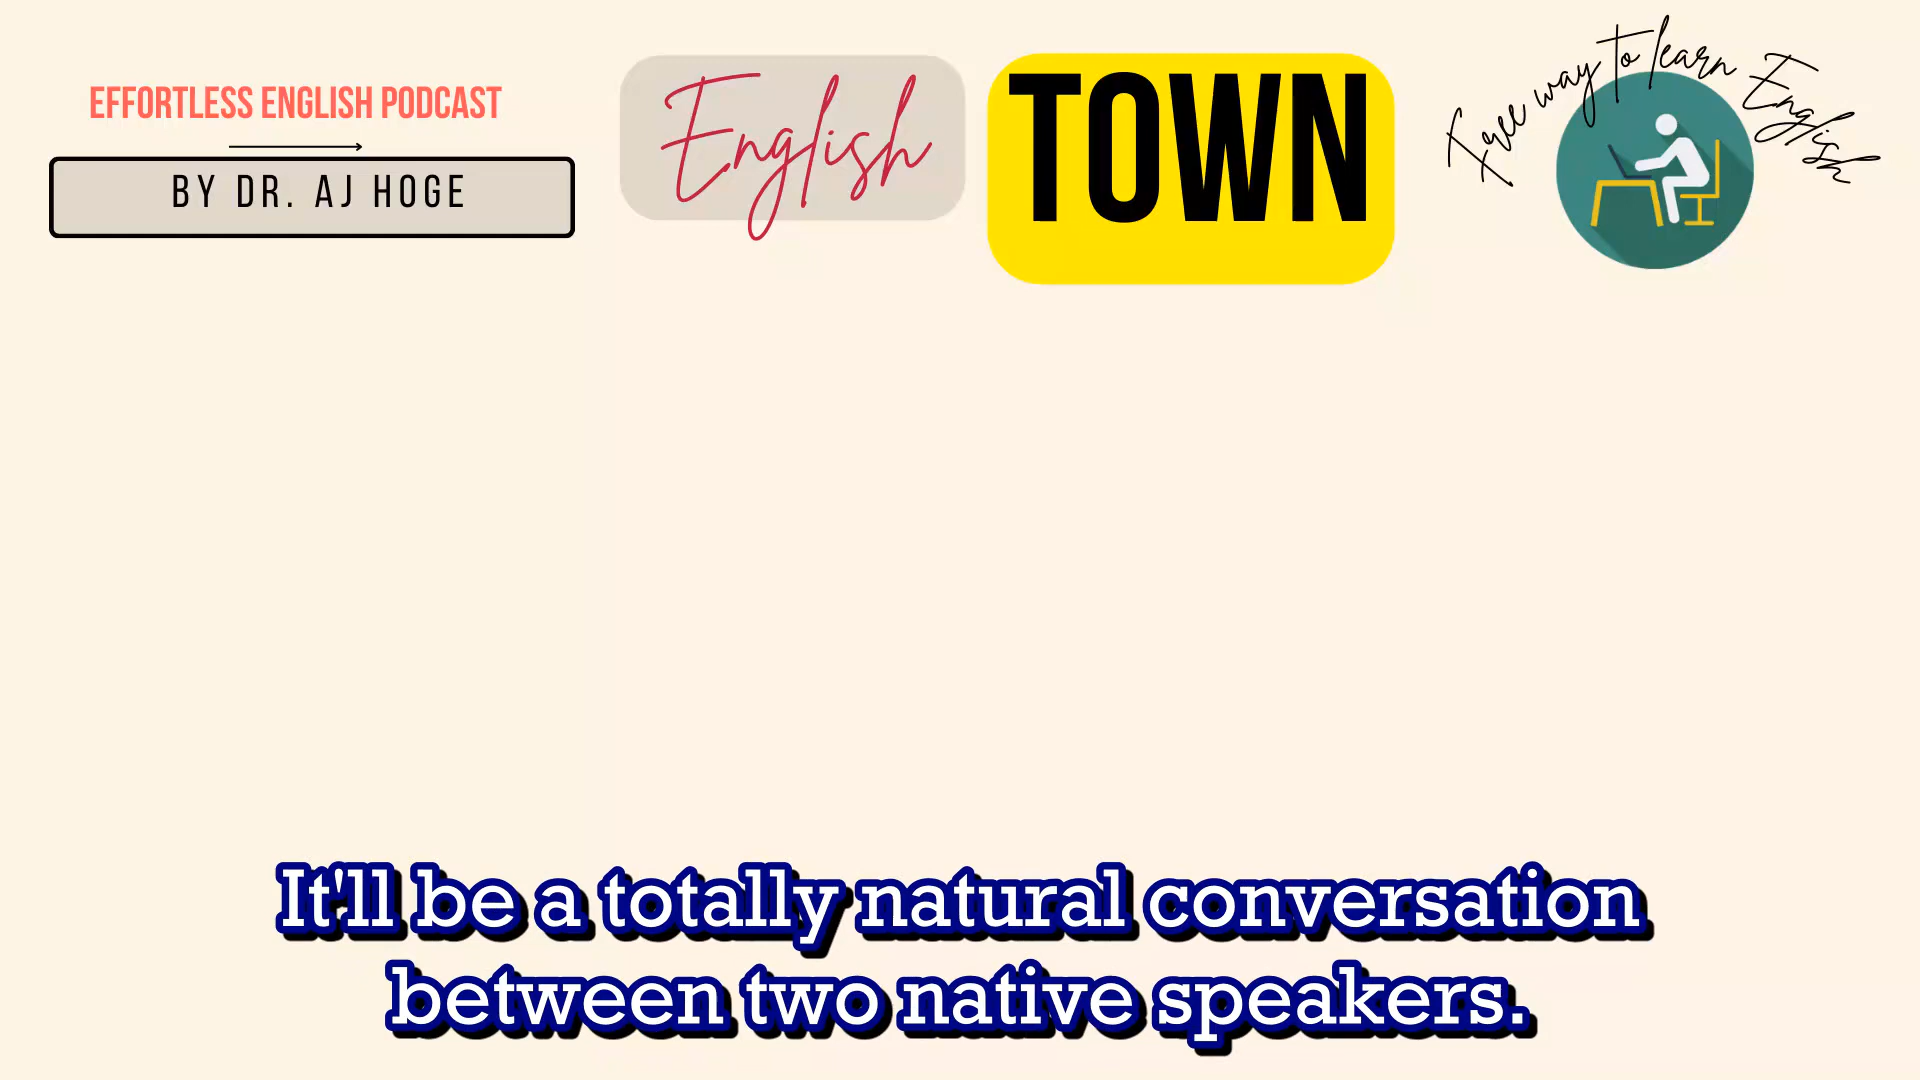 EFFORTLESS ENGLISH PODCAST
BY DR. AJ HOGE
English
TOWN
Free way to learn English
It'll be a totally natural conversation
between two native speakers.